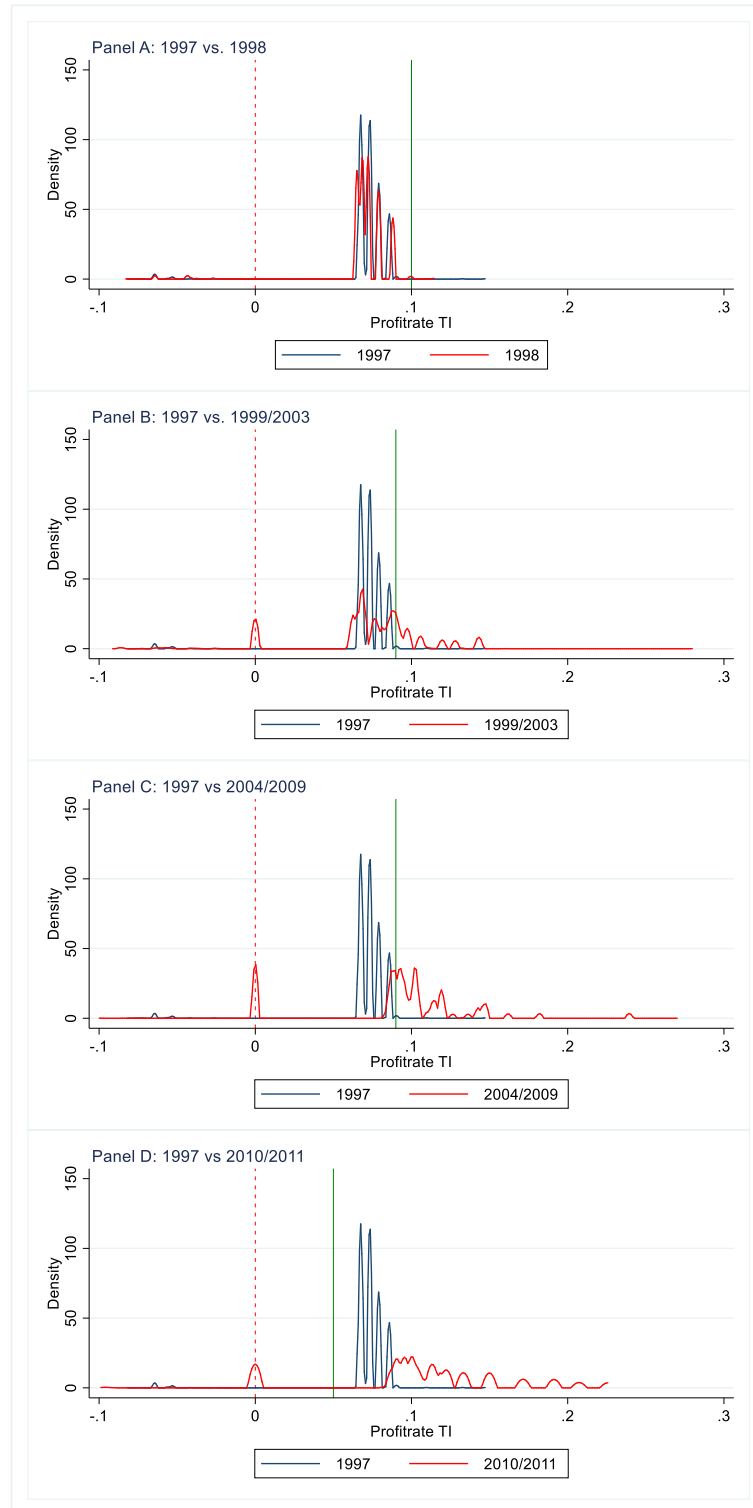 Panel A: 1997 vs. 1998
150
100
50
0
Density
-.1 0 .1 .2 .3
Profitrate TI
1997 1998
Panel B: 1997 vs. 1999/2003
150
100
50
0
Density
-.1 0 .1 .2 .3
Profitrate TI
1997 1999/2003
Panel C: 1997 vs 2004/2009
150
100
50
0
Density
-.1 0 .1 .2 .3
Profitrate TI
1997 2004/2009
Panel D: 1997 vs 2010/2011
150
100
50
0
Density
-.1 0 .1 .2 .3
Profitrate TI
1997 2010/2011